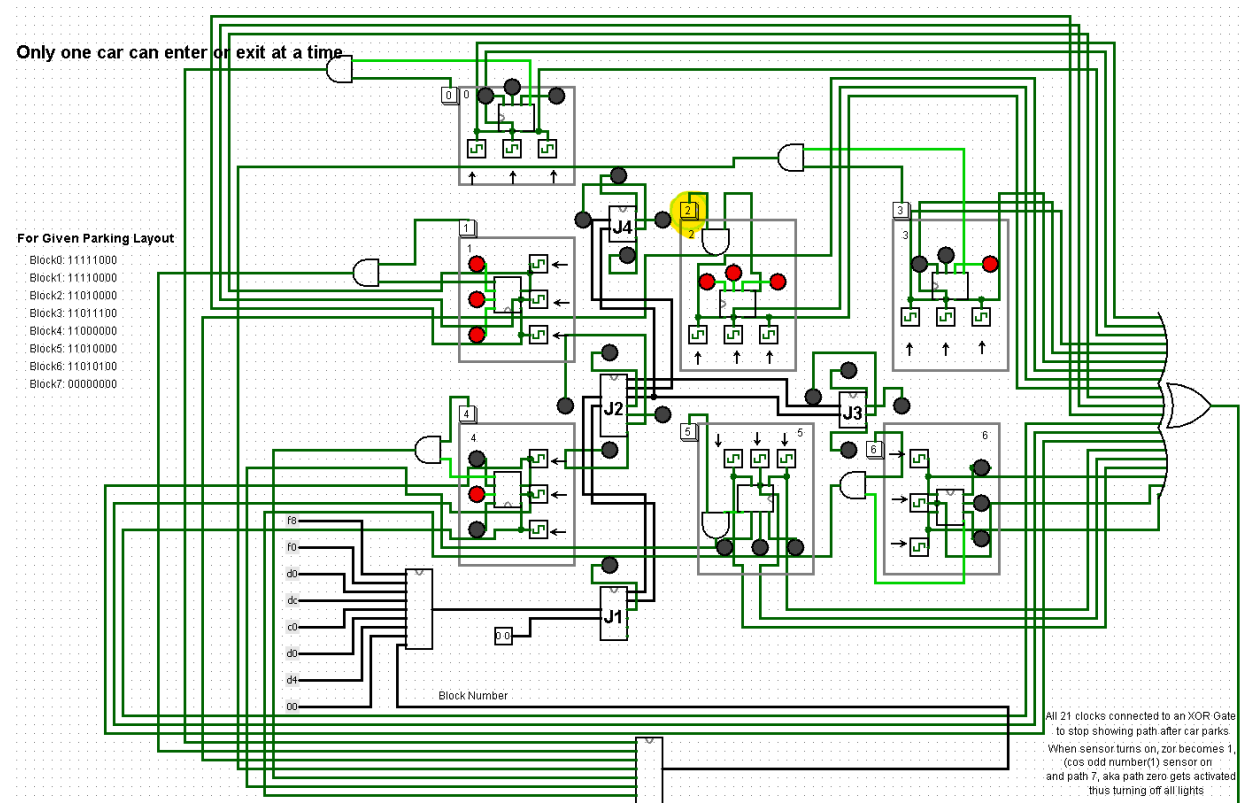 Only one car can enter or exit at a time
0
0
3
2
1
J4
2
3
For Given Parking Layout
1
Block0: 11111000
Block1: 11110000
Block2: 11010000
Block3: 11011100
Block4: 11000000
Block5: 11010000
Block6: 11010100
Block7: 00000000
J2
J3
4
5
5
6
6
4
f8
f0
d0
dc
c0
J1
d0
0 0
d4
00
Block Number
All 21 clocks connected to an XOR Gate
to stop showing path after car parks
When sensor turns on, zor becomes 1,
(cos odd number(1) sensor on
and path 7, aka path zero gets activated
thus turning off all lights